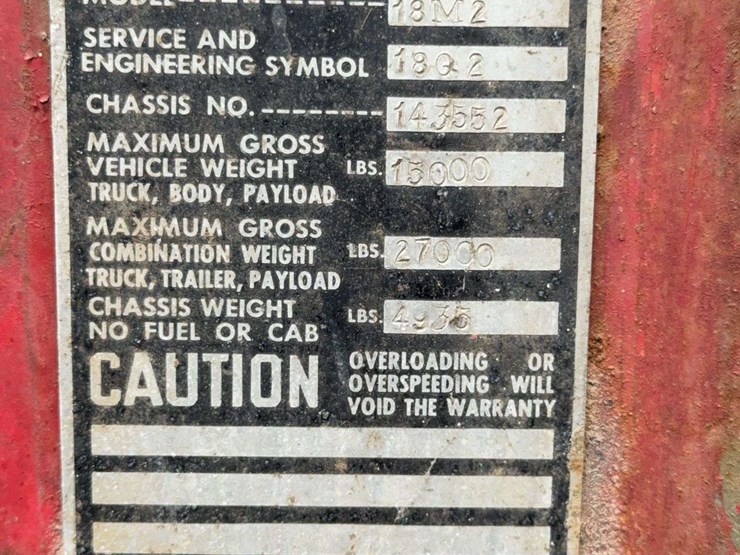 MODEL 18M2
SERVICE AND
ENGINEERING SYMBOL 18Q2
CHASSIS NO. 143552
MAXIMUM GROSS
VEHICLE WEIGHT LBS. 15000
TRUCK, BODY, PAYLOAD
MAXIMUM GROSS
COMBINATION WEIGHT LBS. 27000
TRUCK, TRAILER, PAYLOAD
CHASSIS WEIGHT LBS. 4935
NO FUEL OR CAB
CAUTION OVERLOADING OR
OVERSPEEDING WILL
VOID THE WARRANTY